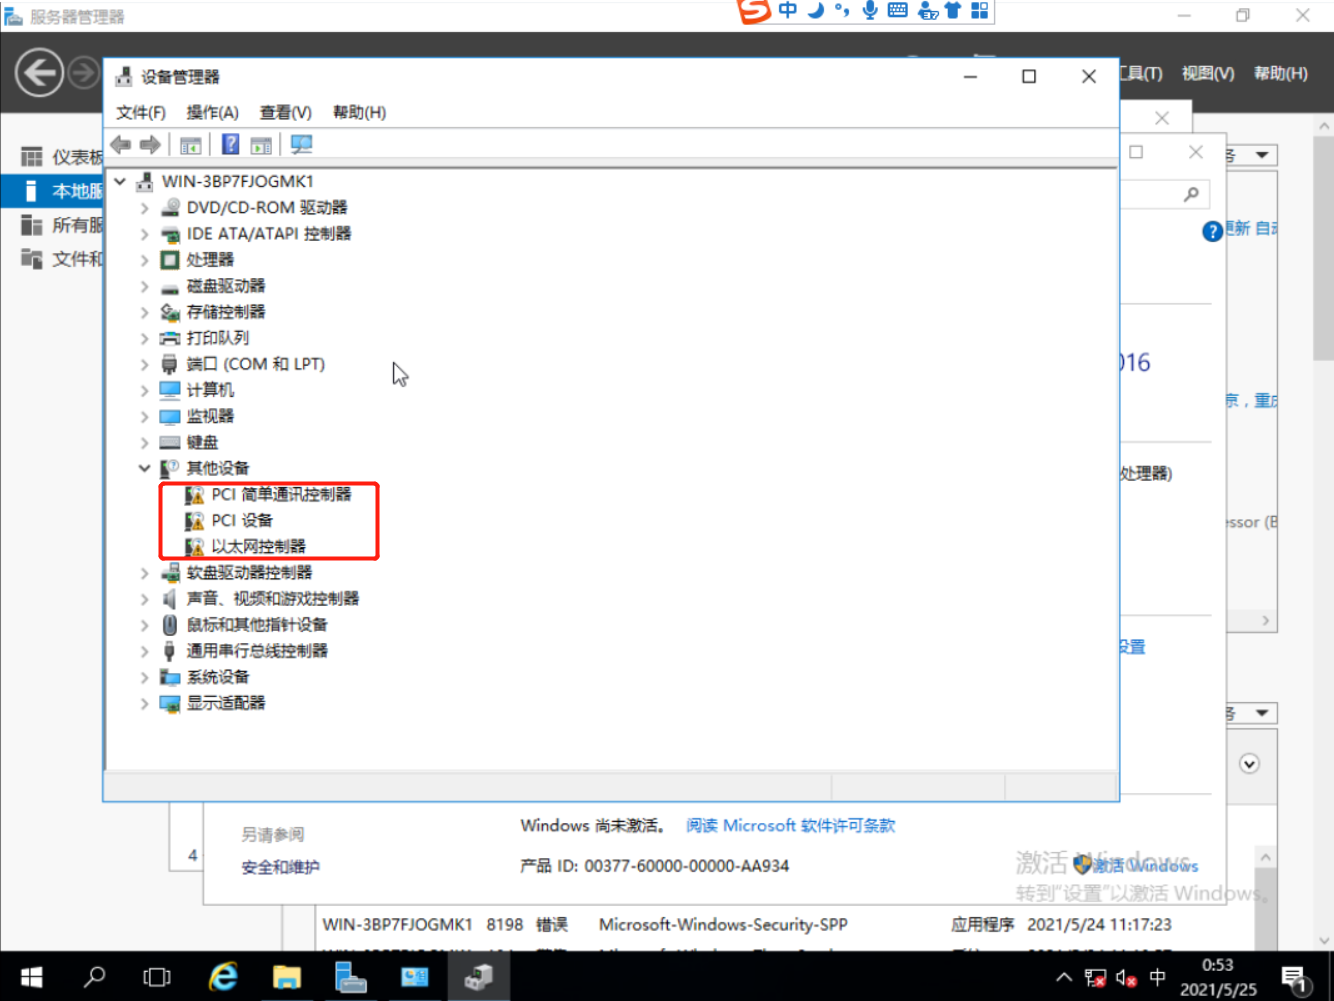 服务器管理器
中
工具(T) 视图(V) 帮助(H)
设备管理器
文件(F) 操作(A) 查看(V) 帮助(H)
仪表板
本地服
所有服
文件和
WIN-3BP7FJOGMK1
DVD/CD-ROM 驱动器
IDE ATA/ATAPI 控制器
处理器
磁盘驱动器
存储控制器
打印队列
端口 (COM 和 LPT)
计算机
监视器
键盘
其他设备
PCI 简单通讯控制器
PCI 设备
以太网控制器
软盘驱动器控制器
声音、视频和游戏控制器
鼠标和其他指针设备
通用串行总线控制器
系统设备
显示适配器
务
更新 自动
016
京，重庆
处理器)
essor (B
设置
务
另请参阅
安全和维护
4
Windows 尚未激活。 阅读 Microsoft 软件许可条款
产品 ID: 00377-60000-00000-AA934
激活 Windows
激活 Windows
转到"设置"以激活 Windows。
WIN-3BP7FJOGMK1 8198 错误 Microsoft-Windows-Security-SPP 应用程序 2021/5/24 11:17:23
中
0:53
2021/5/25
1